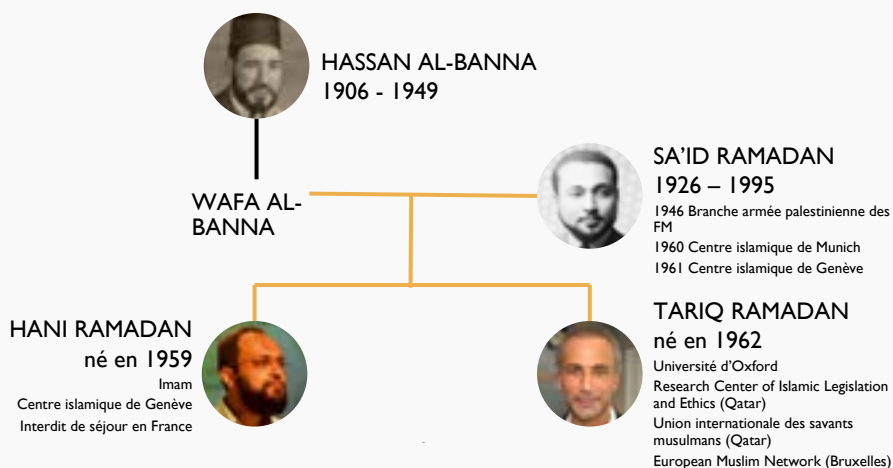 HASSAN AL-BANNA
1906 - 1949
WAFA AL-
BANNA
SA'ID RAMADAN
1926 – 1995
1946 Branche armée palestinienne des
FM
1960 Centre islamique de Munich
1961 Centre islamique de Genève
HANI RAMADAN
né en 1959
Imam
Centre islamique de Genève
Interdit de séjour en France
TARIQ RAMADAN
né en 1962
Université d'Oxford
Research Center of Islamic Legislation
and Ethics (Qatar)
Union internationale des savants
musulmans (Qatar)
European Muslim Network (Bruxelles)